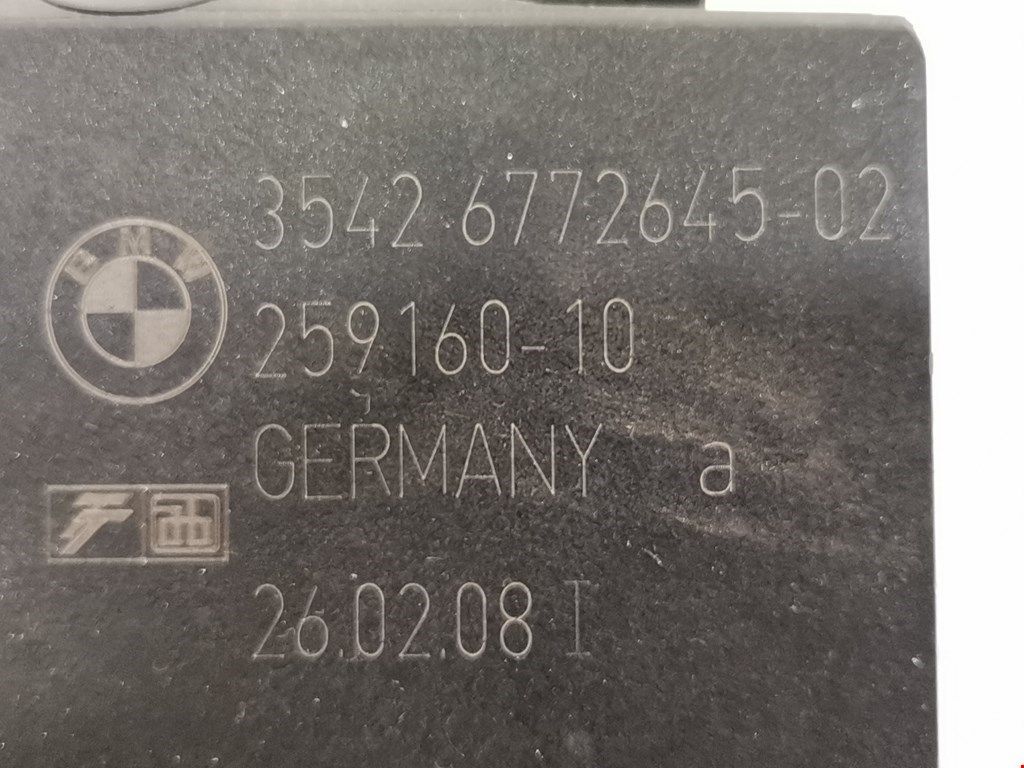 BMW
3542 6772645-02
259160-10
GERMANY a
26.02.08 I